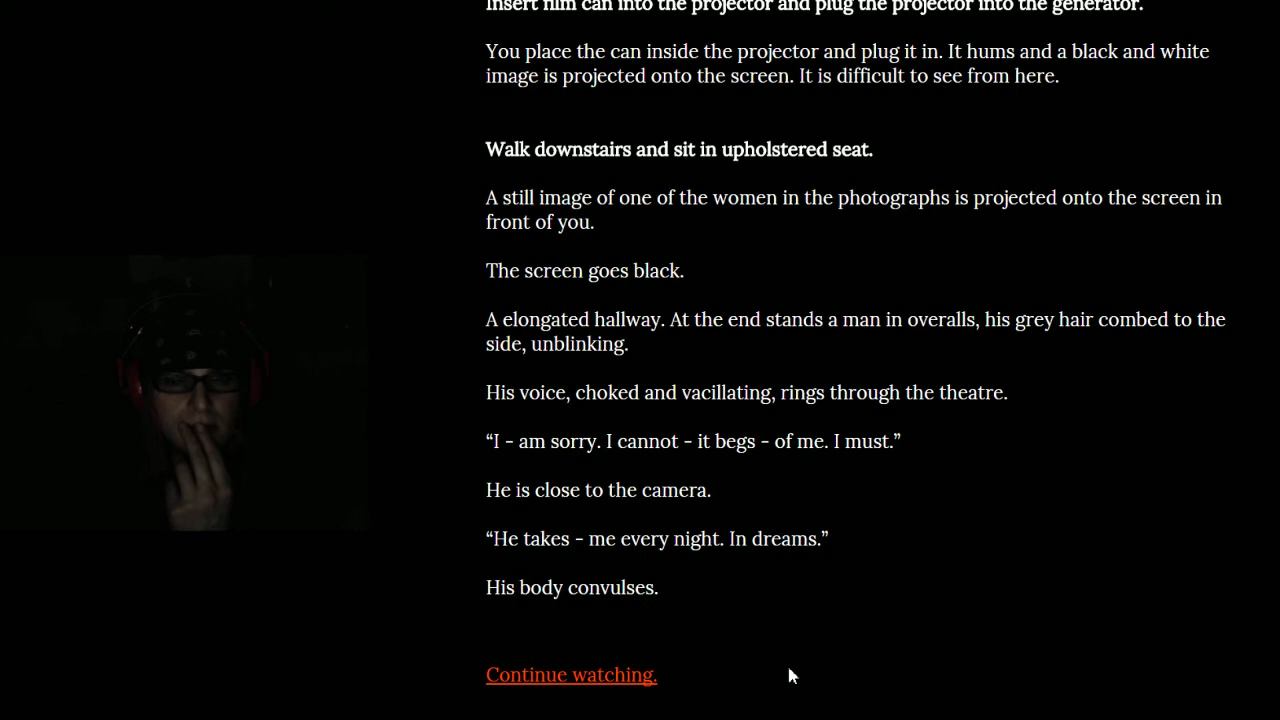 Insert film can into the projector and plug the projector into the generator.
You place the can inside the projector and plug it in. It hums and a black and white
image is projected onto the screen. It is difficult to see from here.
Walk downstairs and sit in upholstered seat.
A still image of one of the women in the photographs is projected onto the screen in
front of you.
The screen goes black.
A elongated hallway. At the end stands a man in overalls, his grey hair combed to the
side, unblinking.
His voice, choked and vacillating, rings through the theatre.
“I - am sorry. I cannot - it begs - of me. I must.”
He is close to the camera.
“He takes - me every night. In dreams.”
His body convulses.
Continue watching.